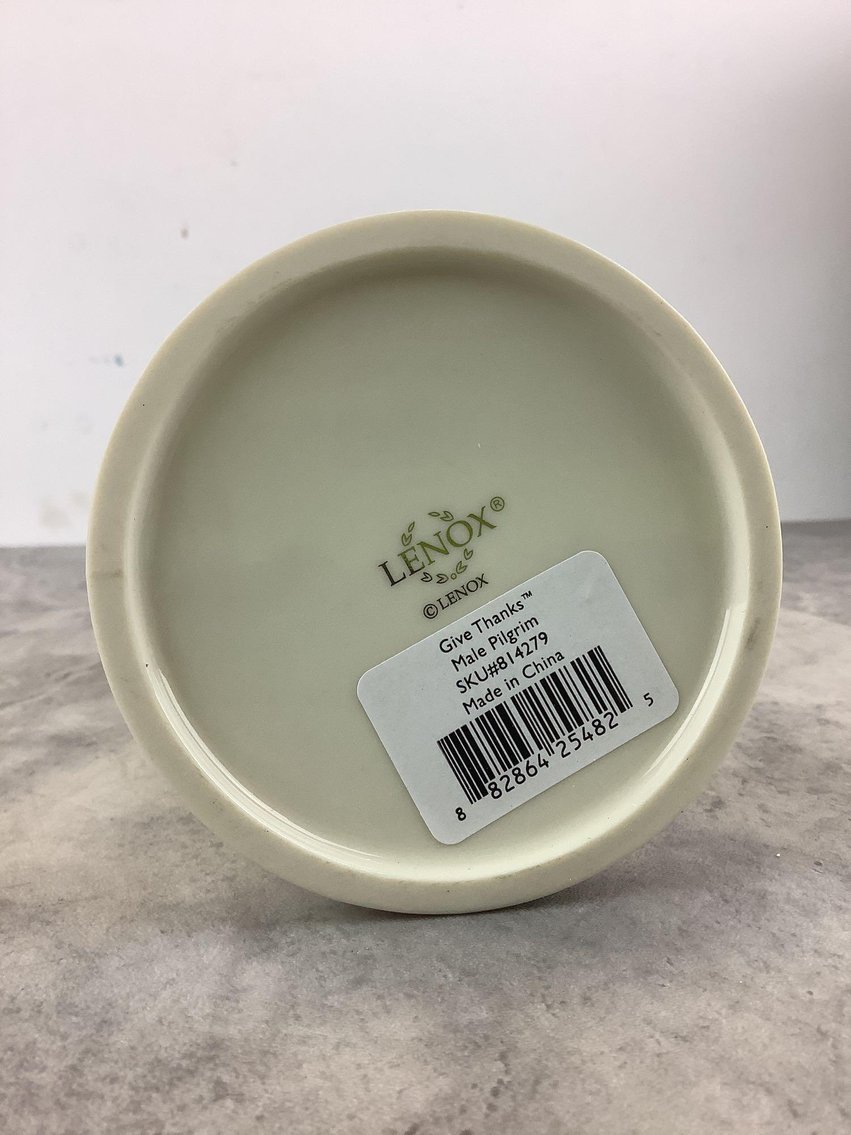 LENOX®
©LENOX
Give Thanks™
Male Pilgrim
SKU#814279
Made in China
8 82864 25482 5